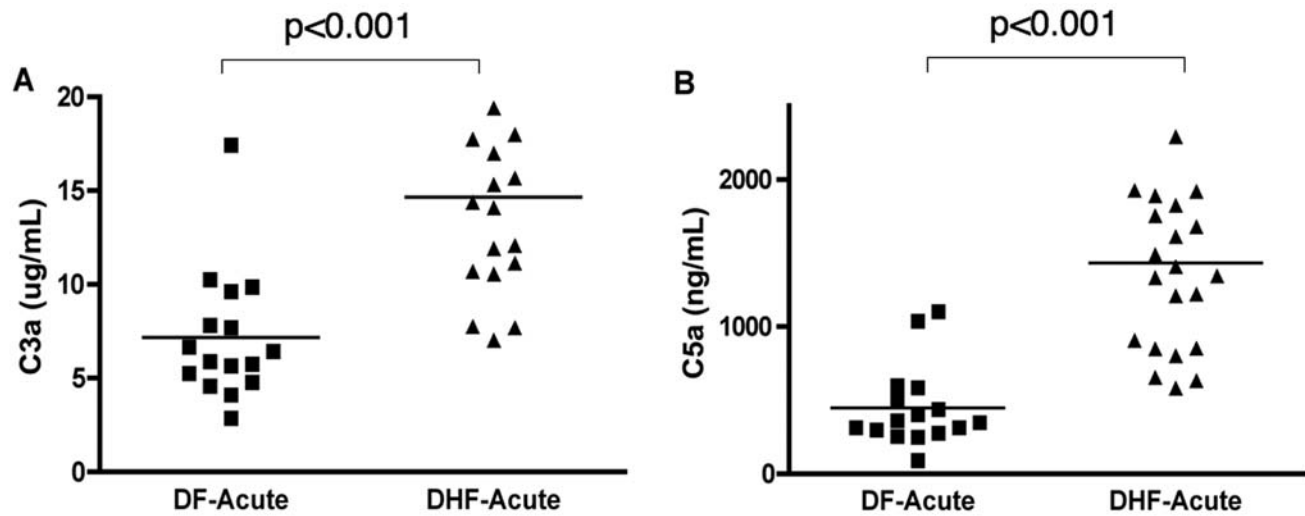 p<0.001
p<0.001
A
B
20
15
10
5
0
C3a (ug/mL)
DF-Acute
DHF-Acute
2000
1000
0
C5a (ng/mL)
DF-Acute
DHF-Acute